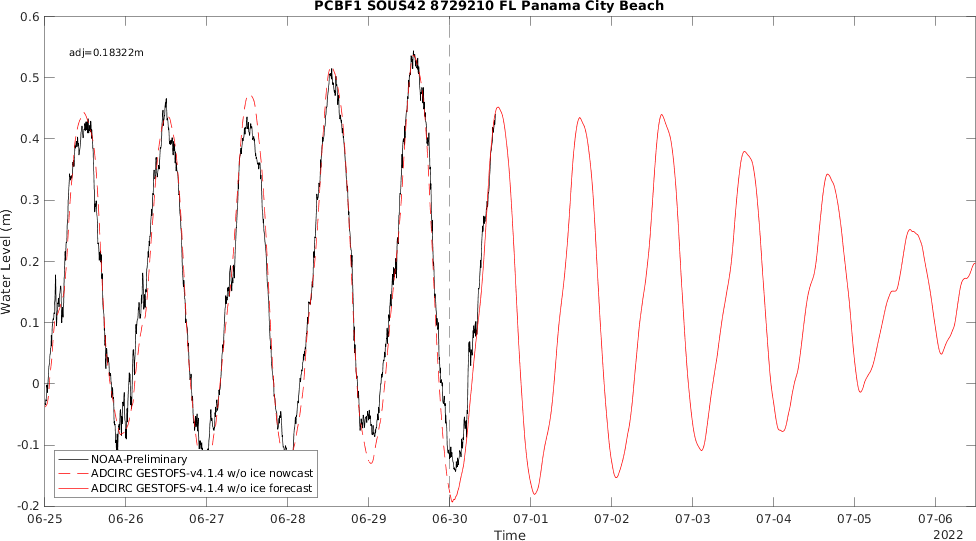 PCBF1 SOUS42 8729210 FL Panama City Beach
adj=0.18322m
0.6
0.5
0.4
0.3
0.2
0.1
0
-0.1
-0.2
Water Level (m)
NOAA-Preliminary
ADCIRC GESTOFS-v4.1.4 w/o ice nowcast
ADCIRC GESTOFS-v4.1.4 w/o ice forecast
06-25 06-26 06-27 06-28 06-29 06-30 07-01 07-02 07-03 07-04 07-05 07-06
Time
2022